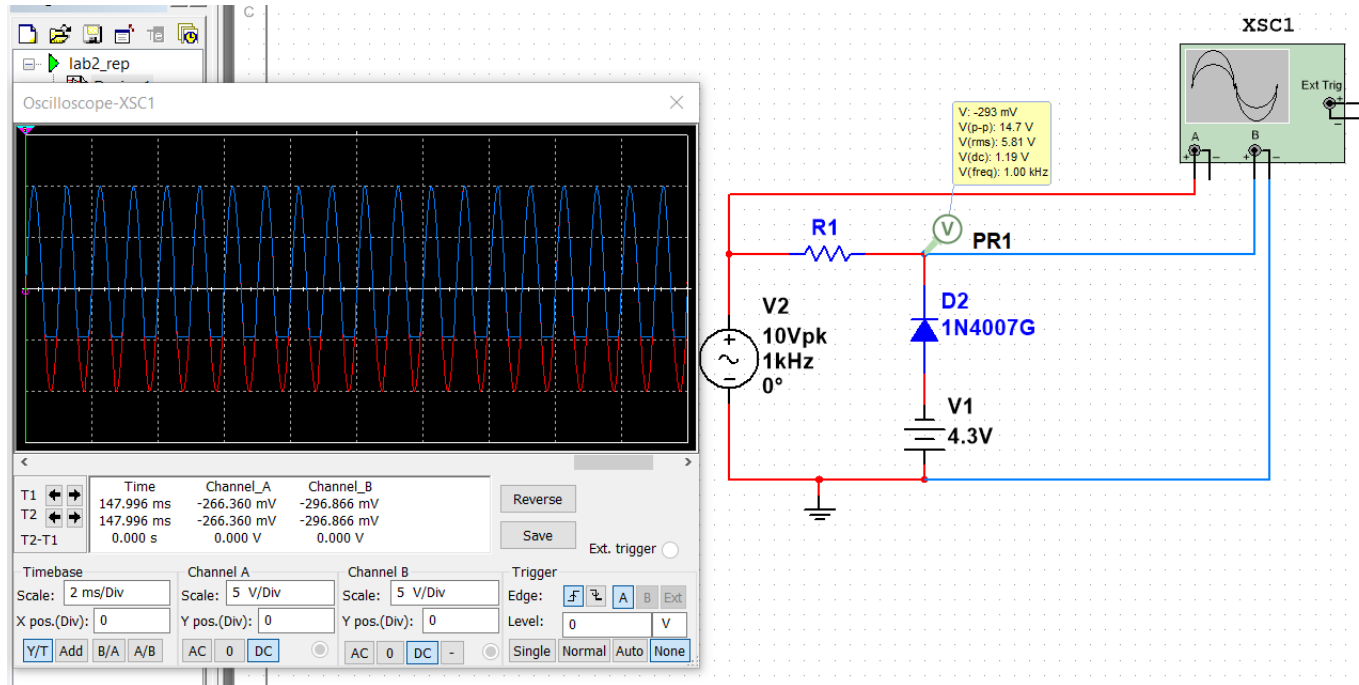 C
lab2_rep
Oscilloscope-XSC1
T1
T2
T2-T1
Time Channel_A Channel_B
147.996 ms -266.360 mV -296.866 mV
147.996 ms -266.360 mV -296.866 mV
0.000 s 0.000 V 0.000 V
Reverse
Save
Ext. trigger
Timebase
Scale: 2 ms/Div
X pos.(Div): 0
Y/T Add B/A A/B
Channel A
Scale: 5 V/Div
Y pos.(Div): 0
AC 0 DC
Channel B
Scale: 5 V/Div
Y pos.(Div): 0
AC 0 DC -
Trigger
Edge: A B Ext
Level: 0 V
Single Normal Auto None
XSC1
Ext Trig
+
-
A B
+ - + -
V: -293 mV
V(p-p): 14.7 V
V(rms): 5.81 V
V(dc): 1.19 V
V(freq): 1.00 kHz
R1
V
PR1
V2
10Vpk
1kHz
0°
D2
1N4007G
V1
4.3V